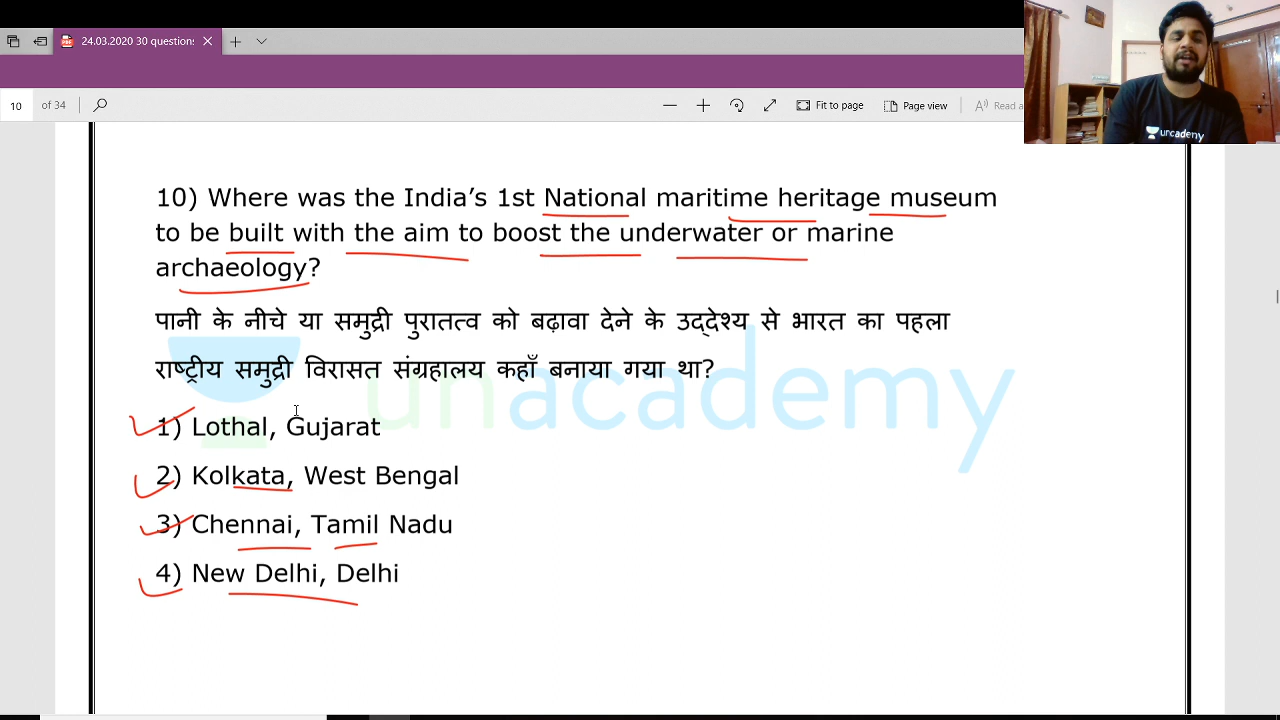 24.03.2020 30 questions
10 of 34
Fit to page
Page view
Read a
unacademy
10) Where was the India’s 1st National maritime heritage museum
to be built with the aim to boost the underwater or marine
archaeology?
पानी के नीचे या समुद्री पुरातत्व को बढ़ावा देने के उद्देश्य से भारत का पहला
राष्ट्रीय समुद्री विरासत संग्रहालय कहाँ बनाया गया था?
unacademy
1) Lothal, Gujarat
2) Kolkata, West Bengal
3) Chennai, Tamil Nadu
4) New Delhi, Delhi